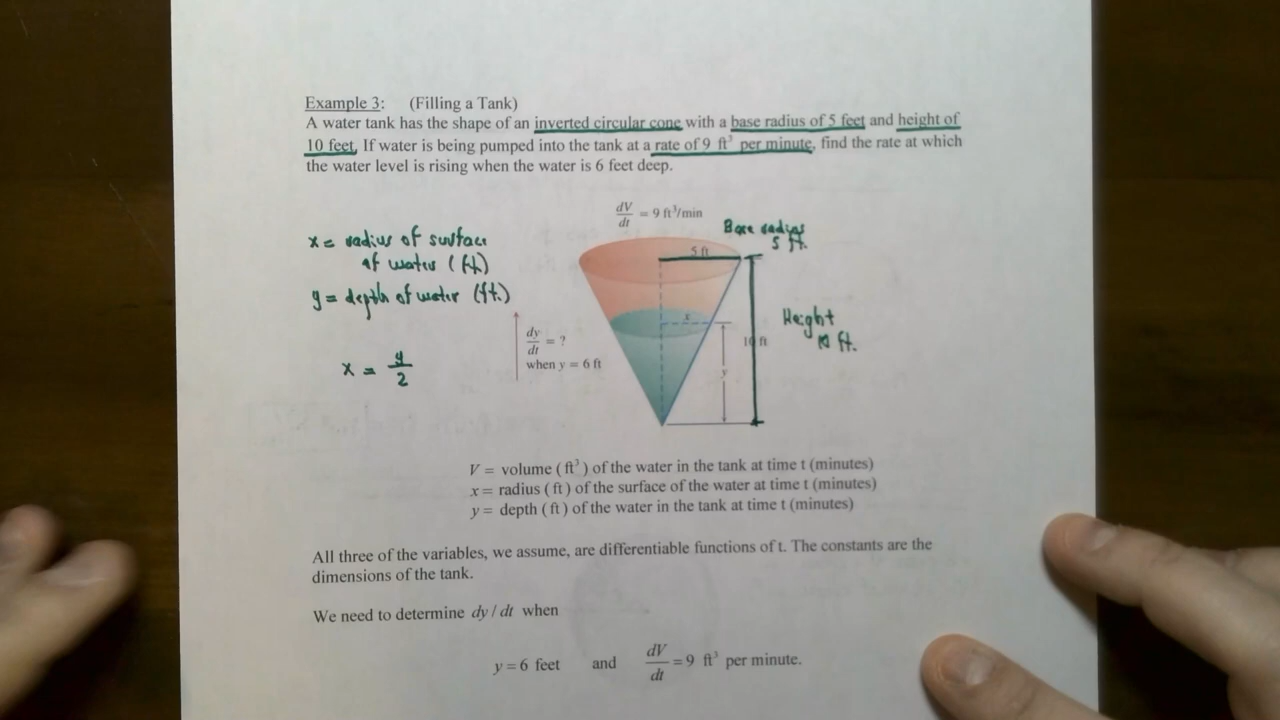 Example 3: (Filling a Tank)
A water tank has the shape of an inverted circular cone with a base radius of 5 feet and height of
10 feet. If water is being pumped into the tank at a rate of 9 ft³ per minute, find the rate at which
the water level is rising when the water is 6 feet deep.
dV/dt = 9 ft³/min
Base radius
5 ft.
x = radius of surface
of water (ft)
y = depth of water (ft.)
5 ft
x
dy/dt = ?
when y = 6 ft
y
10 ft
Height
10 ft.
x = y/2
V = volume ( ft³ ) of the water in the tank at time t (minutes)
x = radius ( ft ) of the surface of the water at time t (minutes)
y = depth ( ft ) of the water in the tank at time t (minutes)
All three of the variables, we assume, are differentiable functions of t. The constants are the
dimensions of the tank.
We need to determine dy / dt when
y = 6 feet and dV/dt = 9 ft³ per minute.